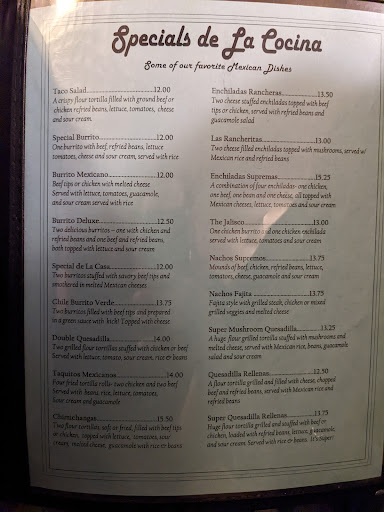 Specials de La Cocina
Some of our favorite Mexican Dishes
Taco Salad 12.00
A crispy flour tortilla filled with ground beef or
chicken refried beans, lettuce, tomatoes, cheese
and sour cream.
Special Burrito 12.00
One burrito with beef, refried beans, lettuce
tomatoes, cheese and sour cream, served with rice
Burrito Mexicano 12.00
Beef tips or chicken with melted cheese
Served with lettuce, tomatoes, guacamole,
and sour cream served with rice
Burrito Deluxe 12.50
Two delicious burritos - one with chicken and
refried beans and one beef and refried beans,
both topped with lettuce and sour cream
Special de La Casa 12.00
Two burritos stuffed with savory beef tips and
smothered in melted Mexican cheeses
Chile Burrito Verde 13.75
Two burritos filled with beef tips and prepared
in a green sauce with bich! Topped with cheese
Double Quesadilla 14.00
Two grilled flour tortillas stuffed with chicken or beef
Served with lettuce, tomato, sour cream, rice & beans
Taquitos Mexicanos 14.00
Four fried tortilla rolls- two chicken and two beef
Served with beans, rice, lettuce, tomatoes,
Sour cream and guacamole
Chimichangas 15.50
Two flour tortillas, soft or fried, filled with beef tips
or chicken, topped with lettuce, tomatoes, sour
cream, melted cheese, guacamole with rice & beans
Enchiladas Rancheras 13.50
Two cheese stuffed enchiladas topped with beef
tips or chicken, served with refried beans and
guacamole salad
Las Rancheritas 13.00
Two cheese filled enchiladas topped with mushrooms, served w/
Mexican rice and refried beans
Enchiladas Supremas 15.25
A combination of four enchiladas- one chicken,
one beef, one bean and one cheese, all topped with
Mexican cheeses, lettuce, tomatoes and sour cream
The Jalisco 13.00
One chicken burrito and one chicken enchilada
served with lettuce, tomatoes and sour cream
Nachos Supremos 13.75
Mounds of beef, chicken, refried beans, lettuce,
tomatoes, cheese, guacamole and sour cream
Nachos Fajita 13.75
Fajita style with grilled steak, chicken or mixed
grilled veggies and melted cheese
Super Mushroom Quesadilla 13.25
A huge flour grilled tortilla stuffed with mushrooms and
melted cheese, served with Mexican rice, beans, guacamole
salad and sour cream
Quesadilla Rellenas 12.50
A flour tortilla grilled and filled with cheese, chopped
beef and refried beans, served with Mexican rice and
refried beans
Super Quesadilla Rellenas 13.75
Huge flour tortilla grilled and stuffed with beef or
chicken, loaded with refried beans, lettuce, guacamole,
and sour cream. Served with rice & beans. It's super!